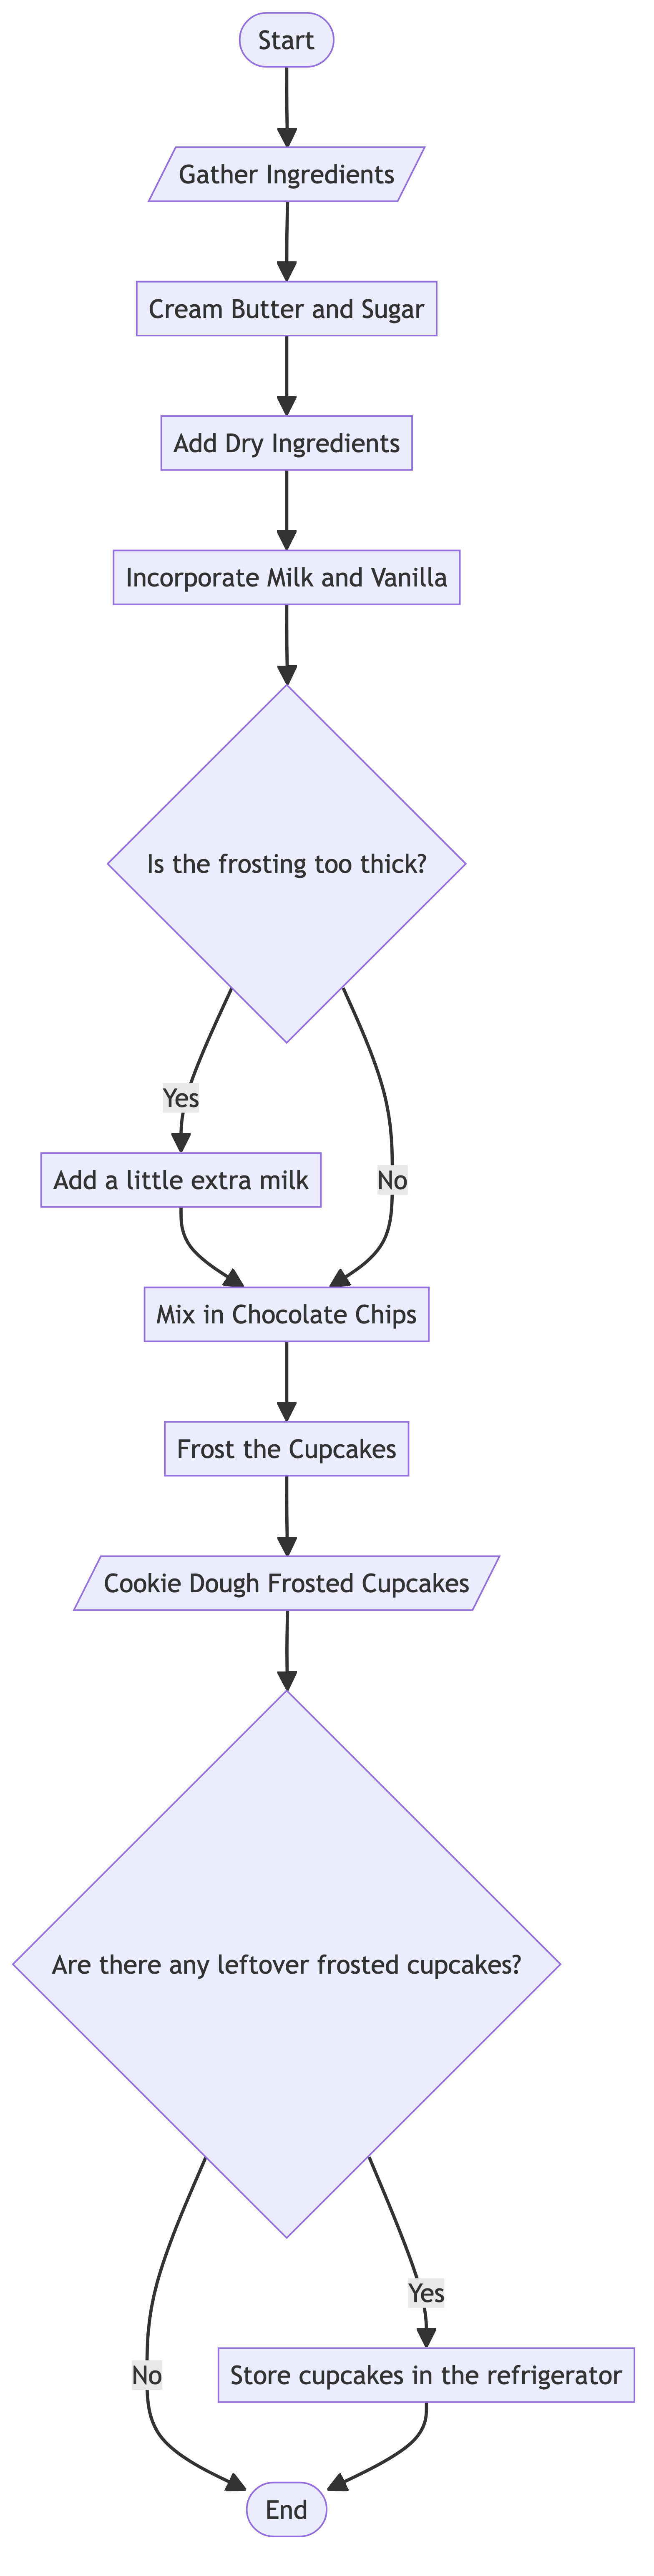 Start
Gather Ingredients
Cream Butter and Sugar
Add Dry Ingredients
Incorporate Milk and Vanilla
Is the frosting too thick?
Yes
Add a little extra milk
No
Mix in Chocolate Chips
Frost the Cupcakes
Cookie Dough Frosted Cupcakes
Are there any leftover frosted cupcakes?
Yes
No
Store cupcakes in the refrigerator
End